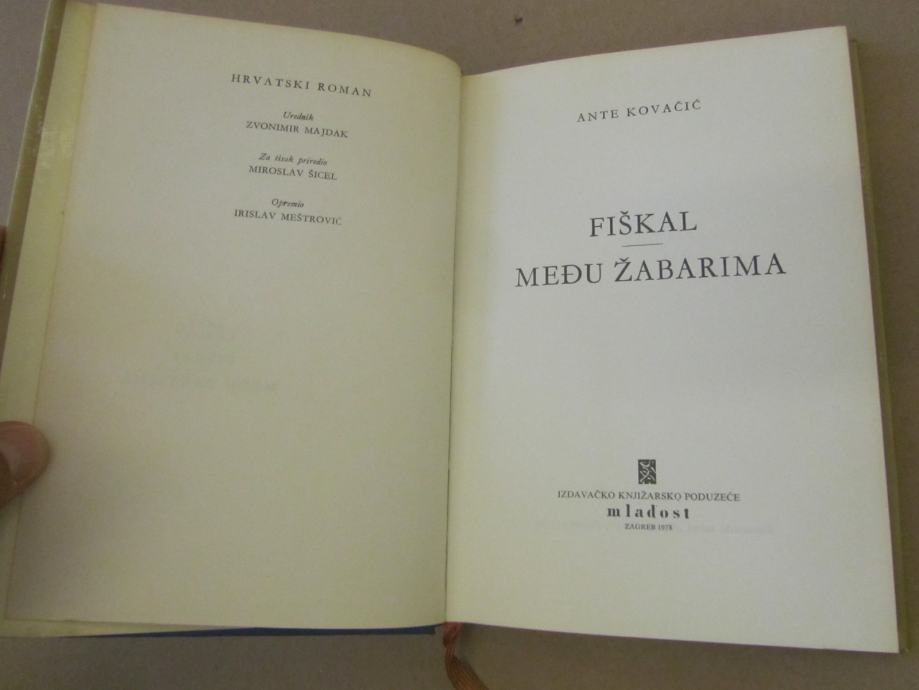 HRVATSKI ROMAN
Urednik
ZVONIMIR MAJDAK
Za tisak priredio
MIROSLAV ŠICEL
Opremio
IRISLAV MEŠTROVIĆ
ANTE KOVAČIĆ
FIŠKAL
MEĐU ŽABARIMA
IZDAVAČKO KNJIŽARSKO PODUZEĆE
mladost
ZAGREB 1978